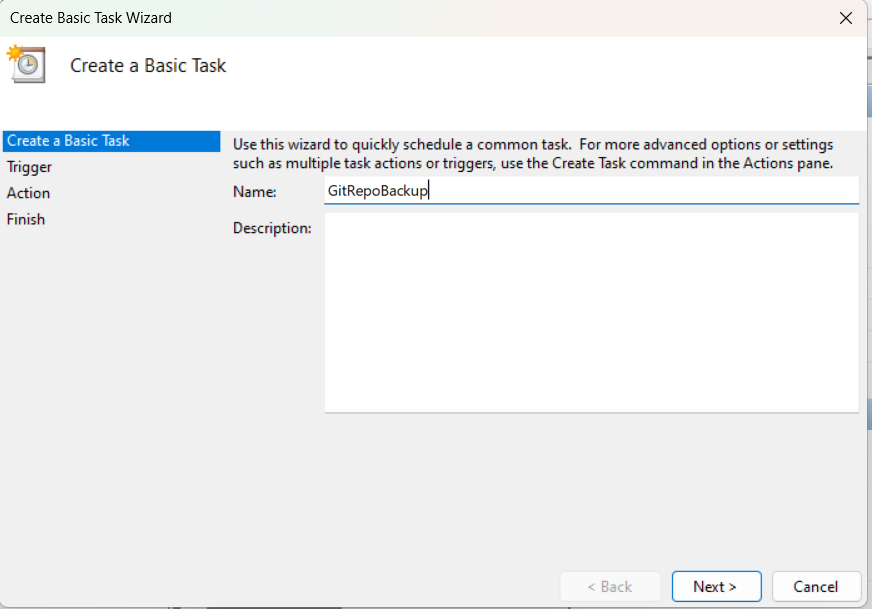 Create Basic Task Wizard
Create a Basic Task
Create a Basic Task
Trigger
Action
Finish
Use this wizard to quickly schedule a common task.  For more advanced options or settings
such as multiple task actions or triggers, use the Create Task command in the Actions pane.
Name: GitRepoBackup
Description:
< Back Next > Cancel